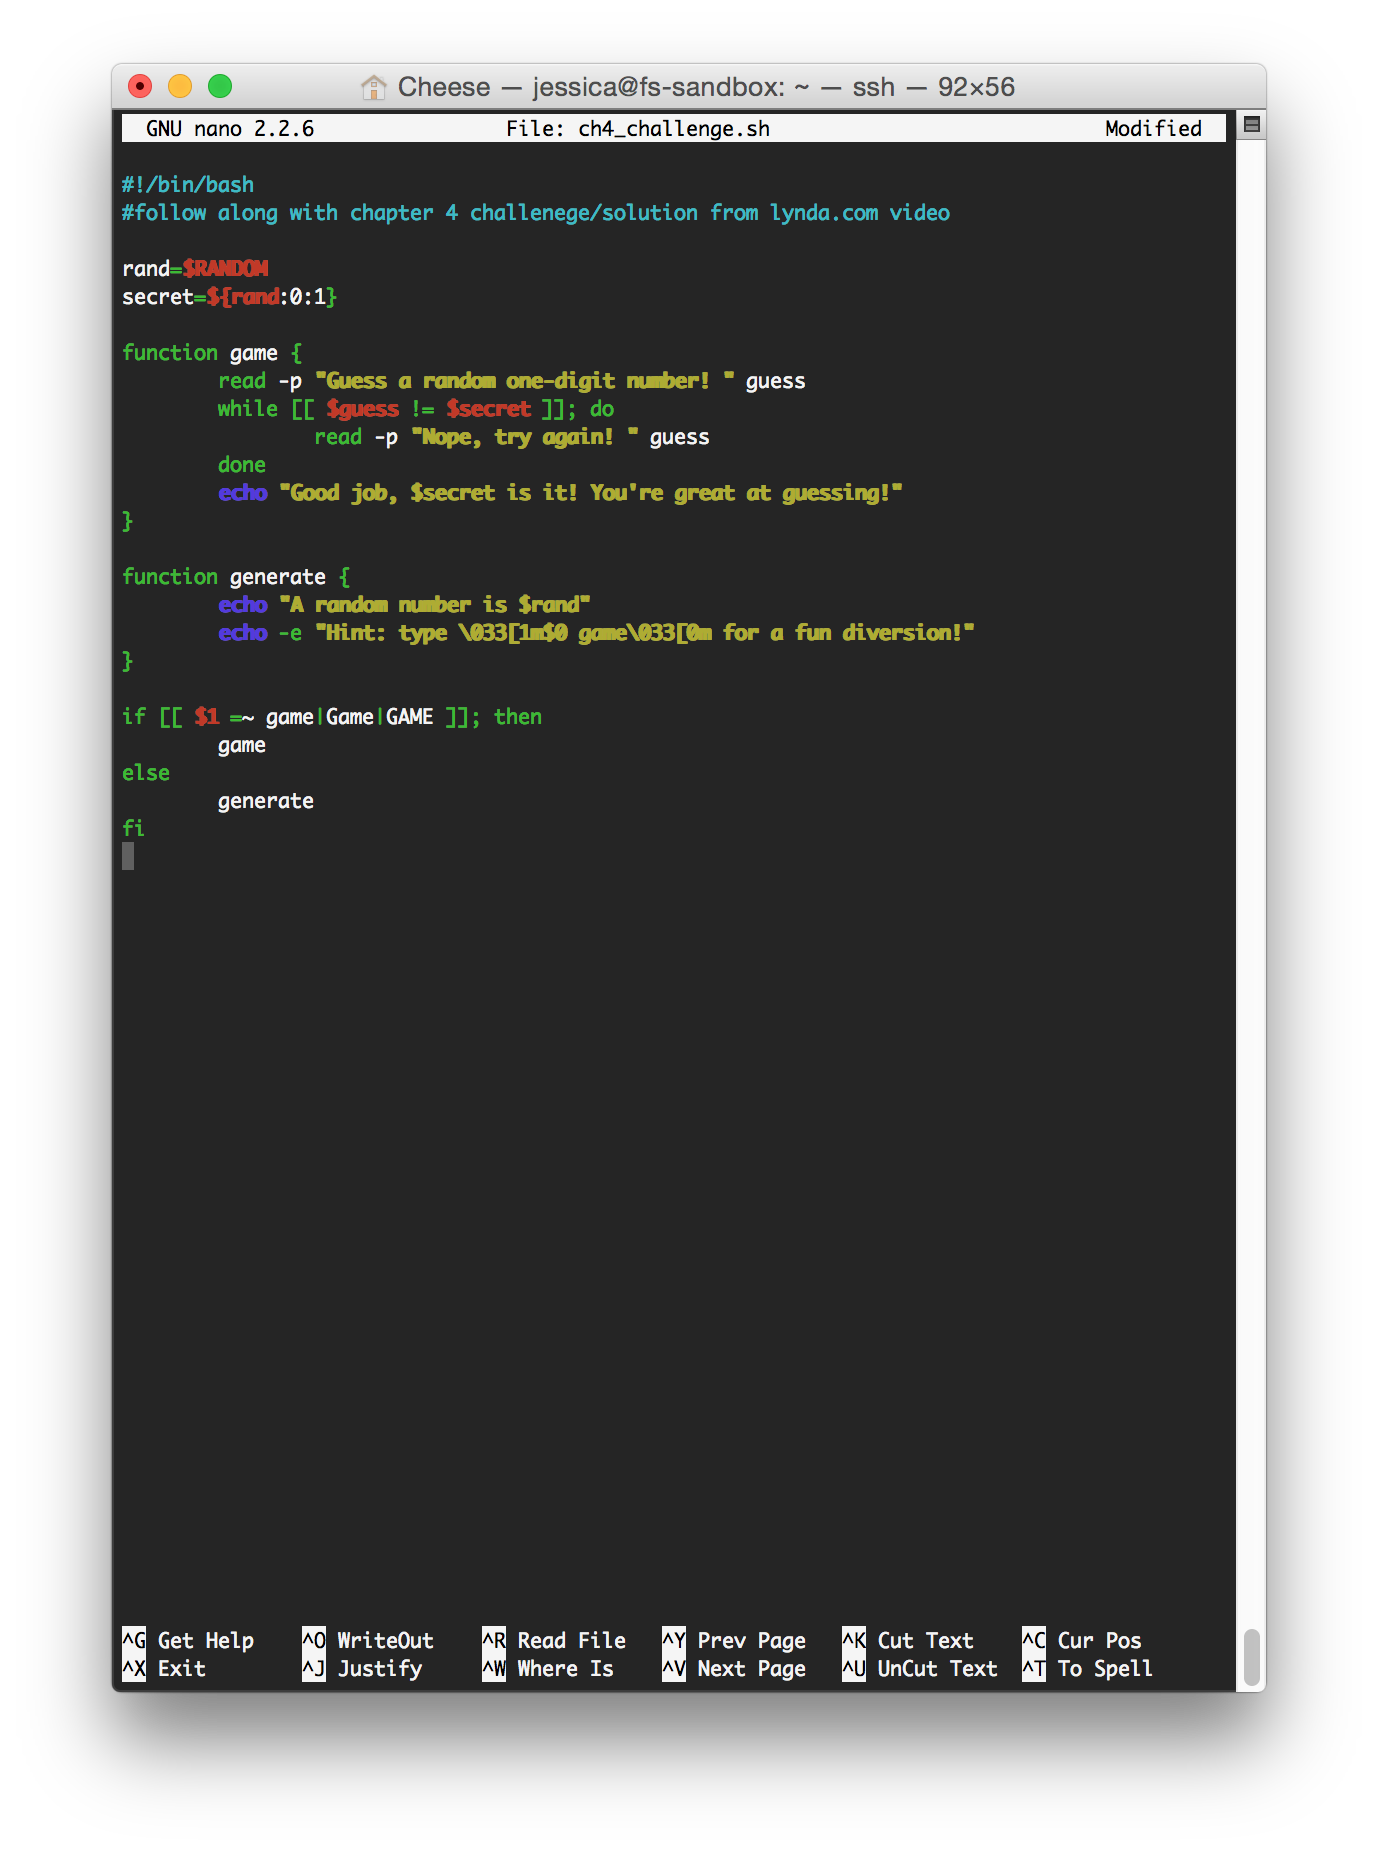 Cheese — jessica@fs-sandbox: ~ — ssh — 92×56
GNU nano 2.2.6 File: ch4_challenge.sh Modified
#!/bin/bash
#follow along with chapter 4 challenege/solution from lynda.com video
rand=$RANDOM
secret=${rand:0:1}
function game {
read -p "Guess a random one-digit number! " guess
while [[ $guess != $secret ]]; do
read -p "Nope, try again! " guess
done
echo "Good job, $secret is it! You're great at guessing!"
}
function generate {
echo "A random number is $rand"
echo -e "Hint: type \033[1m$0 game\033[0m for a fun diversion!"
}
if [[ $1 =~ game|Game|GAME ]]; then
game
else
generate
fi
^G Get Help ^O WriteOut ^R Read File ^Y Prev Page ^K Cut Text ^C Cur Pos
^X Exit ^J Justify ^W Where Is ^V Next Page ^U UnCut Text ^T To Spell